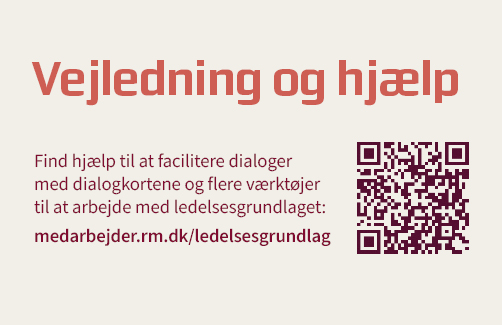 Vejledning og hjælp
Find hjælp til at facilitere dialoger
med dialogkortene og flere værktøjer
til at arbejde med ledelsesgrundlaget:
medarbejder.rm.dk/ledelsesgrundlag